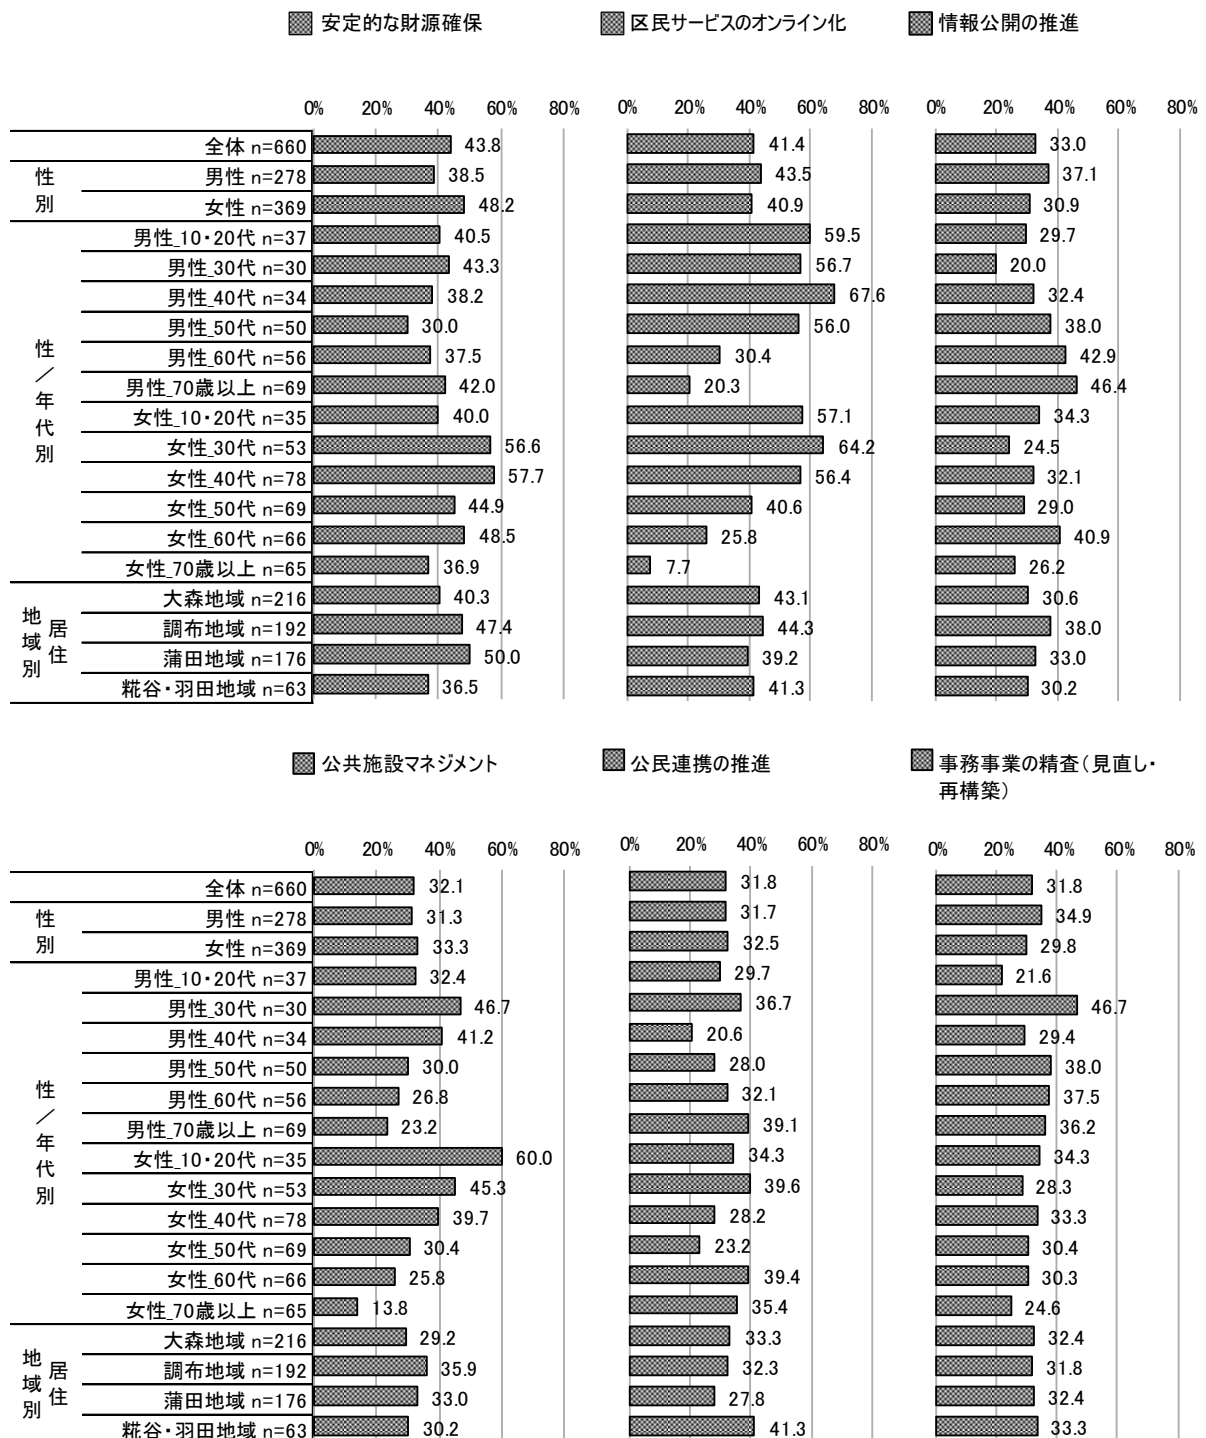 安定的な財源確保 区民サービスのオンライン化 情報公開の推進
0% 20% 40% 60% 80% 0% 20% 40% 60% 80% 0% 20% 40% 60% 80%
全体 n=660 43.8 41.4 33.0
性別
男性 n=278 38.5 43.5 37.1
女性 n=369 48.2 40.9 30.9
性/年代別
男性_10・20代 n=37 40.5 59.5 29.7
男性_30代 n=30 43.3 56.7 20.0
男性_40代 n=34 38.2 67.6 32.4
男性_50代 n=50 30.0 56.0 38.0
男性_60代 n=56 37.5 30.4 42.9
男性_70歳以上 n=69 42.0 20.3 46.4
女性_10・20代 n=35 40.0 57.1 34.3
女性_30代 n=53 56.6 64.2 24.5
女性_40代 n=78 57.7 56.4 32.1
女性_50代 n=69 44.9 40.6 29.0
女性_60代 n=66 48.5 25.8 40.9
女性_70歳以上 n=65 36.9 7.7 26.2
居住地域別
大森地域 n=216 40.3 43.1 30.6
調布地域 n=192 47.4 44.3 38.0
蒲田地域 n=176 50.0 39.2 33.0
糀谷・羽田地域 n=63 36.5 41.3 30.2
公共施設マネジメント 公民連携の推進 事務事業の精査(見直し・
再構築)
0% 20% 40% 60% 80% 0% 20% 40% 60% 80% 0% 20% 40% 60% 80%
全体 n=660 32.1 31.8 31.8
性別
男性 n=278 31.3 31.7 34.9
女性 n=369 33.3 32.5 29.8
性/年代別
男性_10・20代 n=37 32.4 29.7 21.6
男性_30代 n=30 46.7 36.7 46.7
男性_40代 n=34 41.2 20.6 29.4
男性_50代 n=50 30.0 28.0 38.0
男性_60代 n=56 26.8 32.1 37.5
男性_70歳以上 n=69 23.2 39.1 36.2
女性_10・20代 n=35 60.0 34.3 34.3
女性_30代 n=53 45.3 39.6 28.3
女性_40代 n=78 39.7 28.2 33.3
女性_50代 n=69 30.4 23.2 30.4
女性_60代 n=66 25.8 39.4 30.3
女性_70歳以上 n=65 13.8 35.4 24.6
居住地域別
大森地域 n=216 29.2 33.3 32.4
調布地域 n=192 35.9 32.3 31.8
蒲田地域 n=176 33.0 27.8 32.4
糀谷・羽田地域 n=63 30.2 41.3 33.3